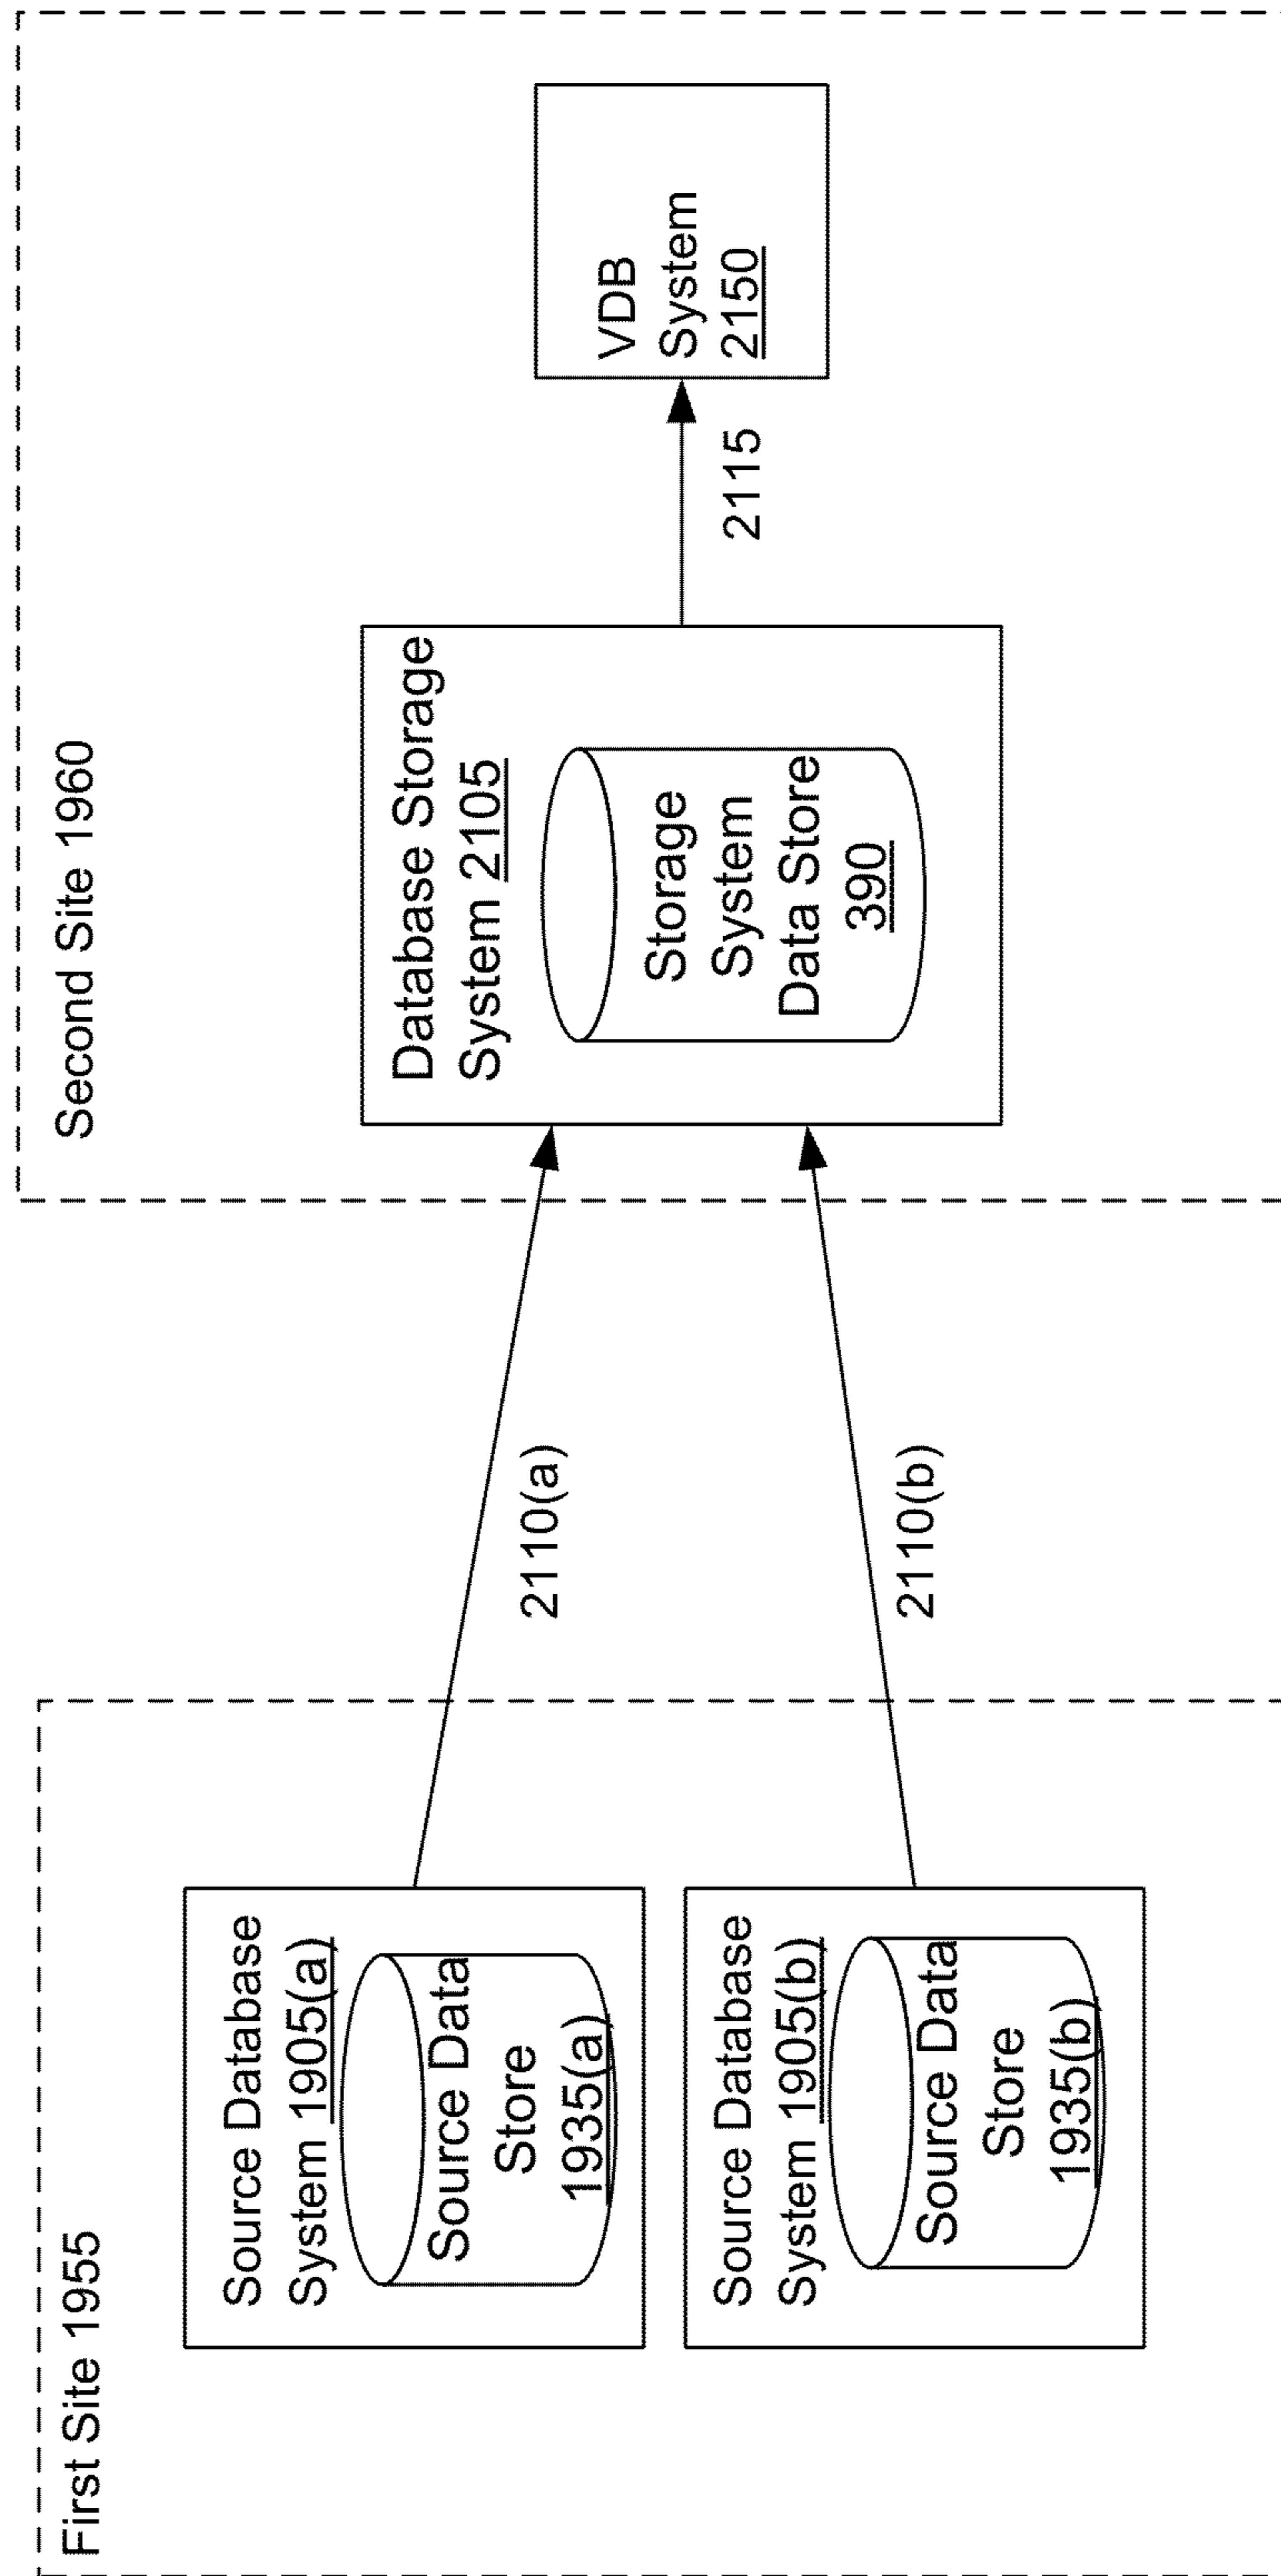 First Site 1955
Source Database
System 1905(a)
Source Data
Store
1935(a)
Source Database
System 1905(b)
Source Data
Store
1935(b)
2110(a)
2110(b)
Second Site 1960
Database Storage
System 2105
Storage
System
Data Store
390
2115
VDB
System
2150